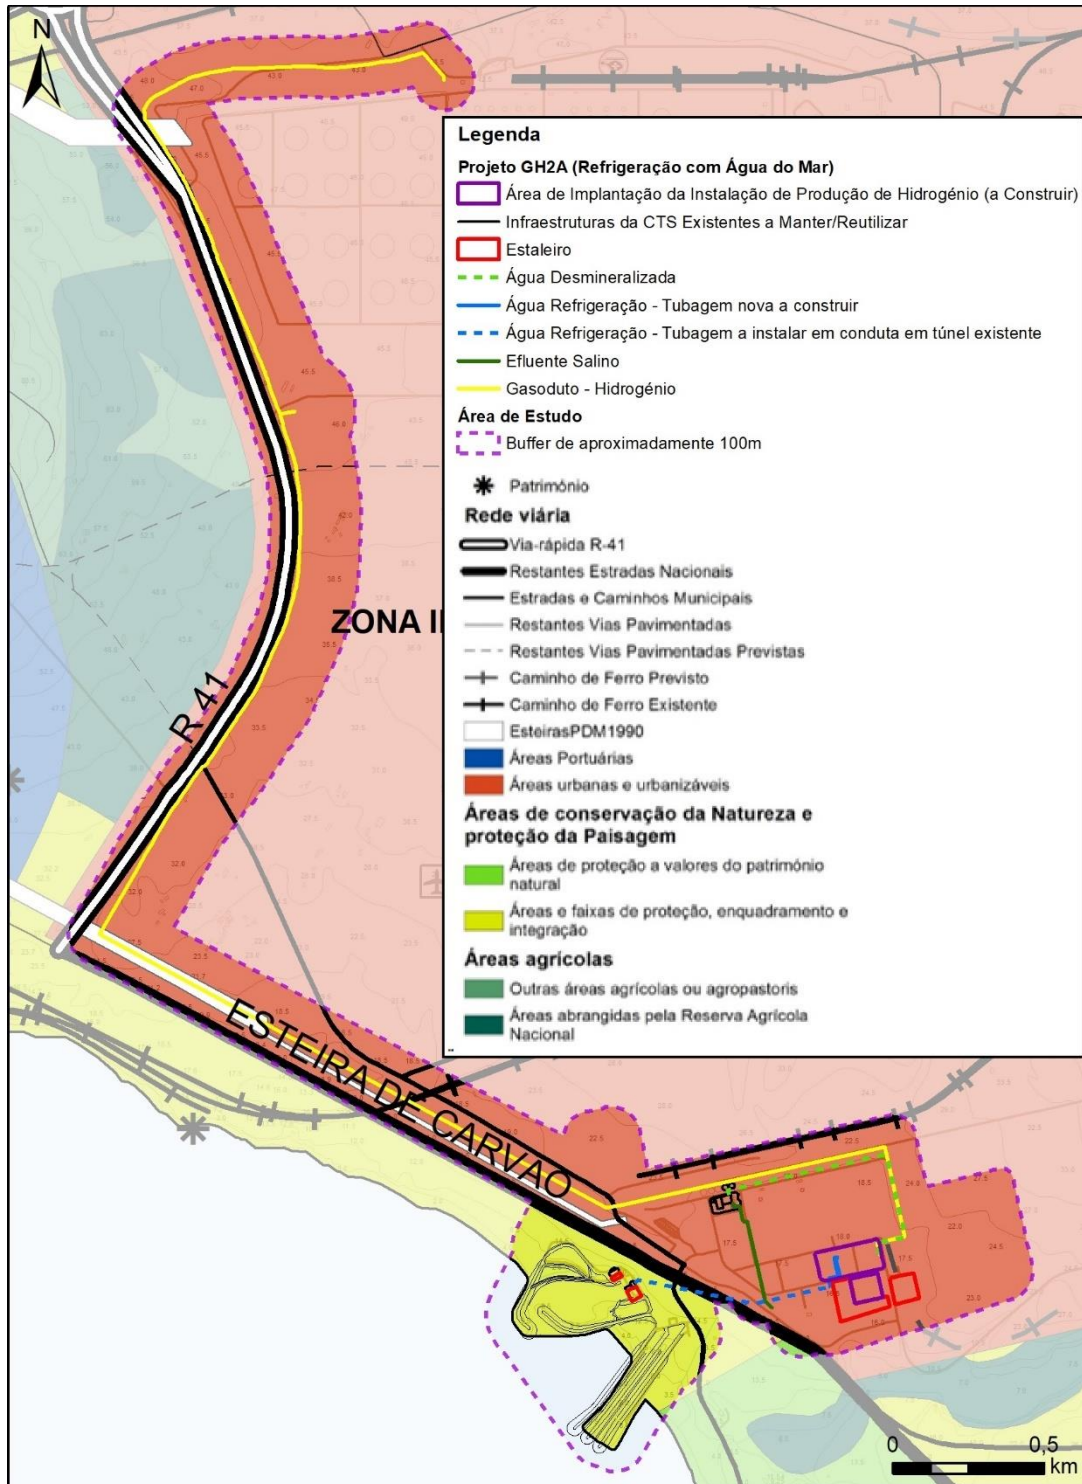 N
Legenda
Projeto GH2A (Refrigeração com Água do Mar)
Área de Implantação da Instalação de Produção de Hidrogénio (a Construir)
Infraestruturas da CTS Existentes a Manter/Reutilizar
Estaleiro
Água Desmineralizada
Água Refrigeração - Tubagem nova a construir
Água Refrigeração - Tubagem a instalar em conduta em túnel existente
Efluente Salino
Gasoduto - Hidrogénio
Área de Estudo
Buffer de aproximadamente 100m
Património
Rede viária
Via-rápida R-41
Restantes Estradas Nacionais
Estradas e Caminhos Municipais
Restantes Vias Pavimentadas
Restantes Vias Pavimentadas Previstas
Caminho de Ferro Previsto
Caminho de Ferro Existente
EsteirasPDM1990
Áreas Portuárias
Áreas urbanas e urbanizáveis
Áreas de conservação da Natureza e
proteção da Paisagem
Áreas de proteção a valores do património
natural
Áreas e faixas de proteção, enquadramento e
integração
Áreas agrícolas
Outras áreas agrícolas ou agropastoris
Áreas abrangidas pela Reserva Agrícola
Nacional
ZONA
R 41
ESTEIRA DE CARVAO
0 0,5
km